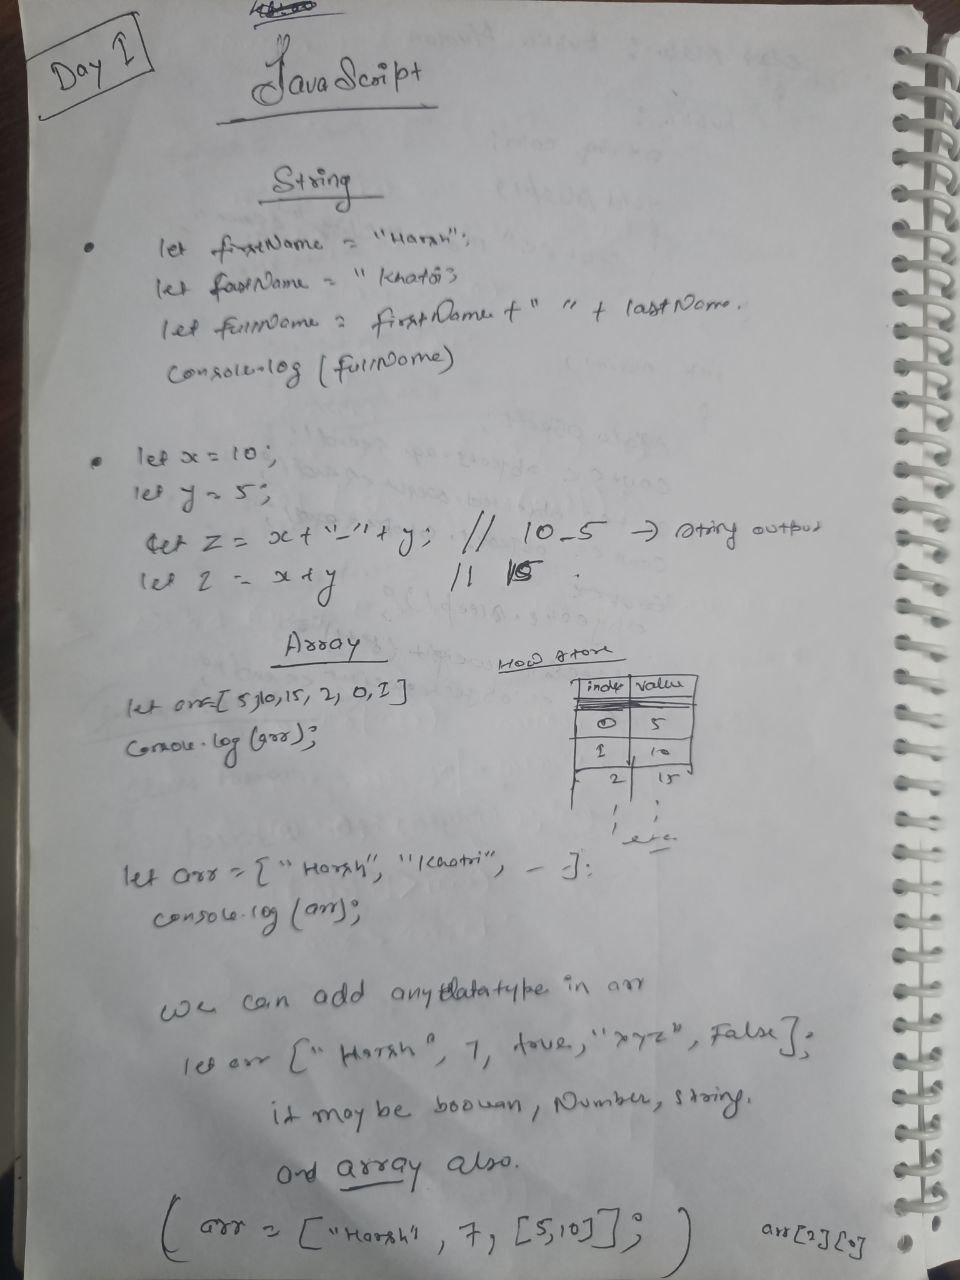 Day 1
JavaScript
String
• let firstName = "Harsh";
let lastName = "Khatri;
let fullName = firstName + " " + lastName.
Console.log (fullName)
• let x = 10;
let y = 5;
let z = x + "-" + y; // 10-5 → string output
let z = x + y // 15
Array
How store
let arr=[5,10,15, 2, 0, 1]
Console.log (arr);
index value
0 5
1 10
2 15
etc.
let arr = ["Harsh", "Kaotri", - ];
console.log (arr);
we can add any datatype in arr
let arr ["Harsh", 7, true, "xyz", False];
it may be boolean, Number, string.
and array also.
( arr = ["Harsh", 7, [5,10]]; ) arr[2][0]